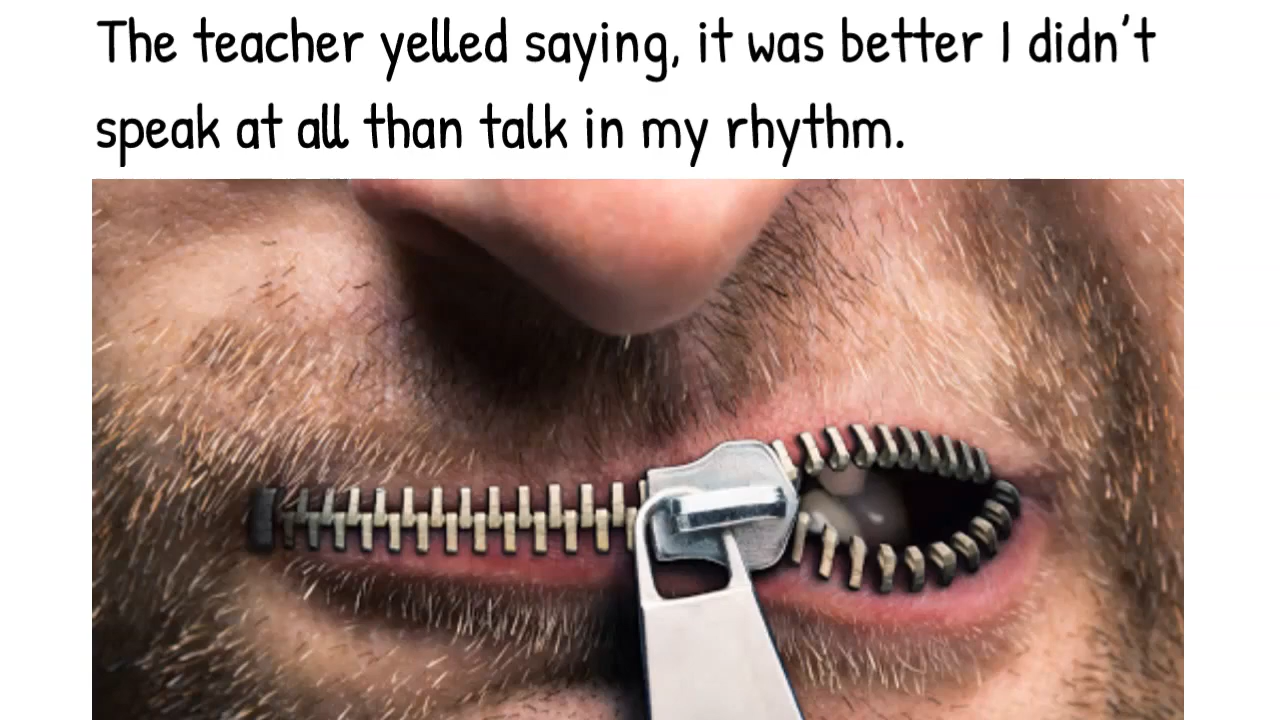 The teacher yelled saying, it was better I didn't
speak at all than talk in my rhythm.